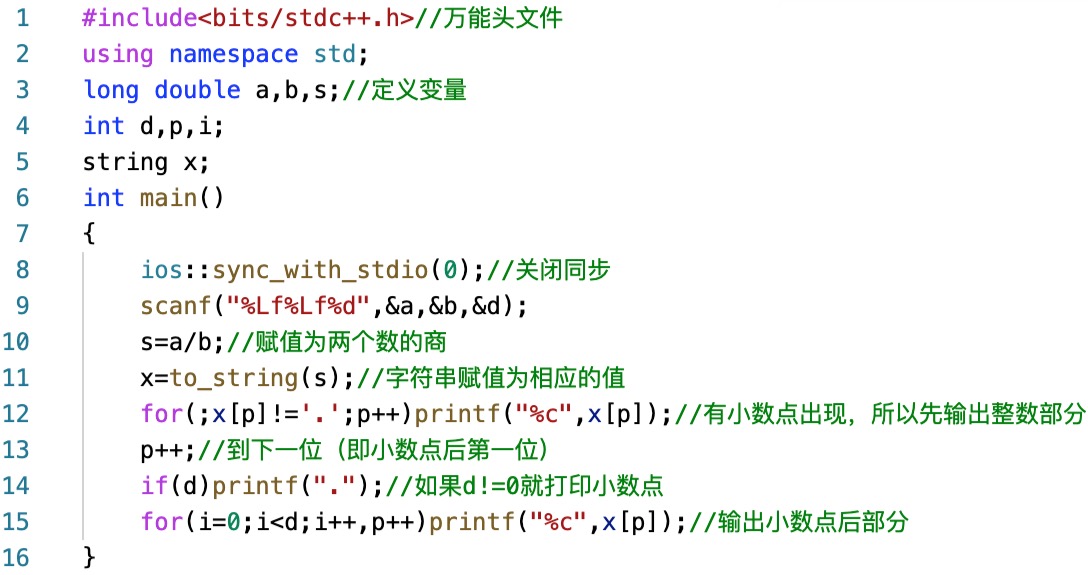 1 #include<bits/stdc++.h>//万能头文件
2 using namespace std;
3 long double a,b,s;//定义变量
4 int d,p,i;
5 string x;
6 int main()
7 {
8 ios::sync_with_stdio(0);//关闭同步
9 scanf("%Lf%Lf%d",&a,&b,&d);
10 s=a/b;//赋值为两个数的商
11 x=to_string(s);//字符串赋值为相应的值
12 for(;x[p]!='.';p++)printf("%c",x[p]);//有小数点出现，所以先输出整数部分
13 p++;//到下一位（即小数点后第一位）
14 if(d)printf(".");//如果d!=0就打印小数点
15 for(i=0;i<d;i++,p++)printf("%c",x[p]);//输出小数点后部分
16 }